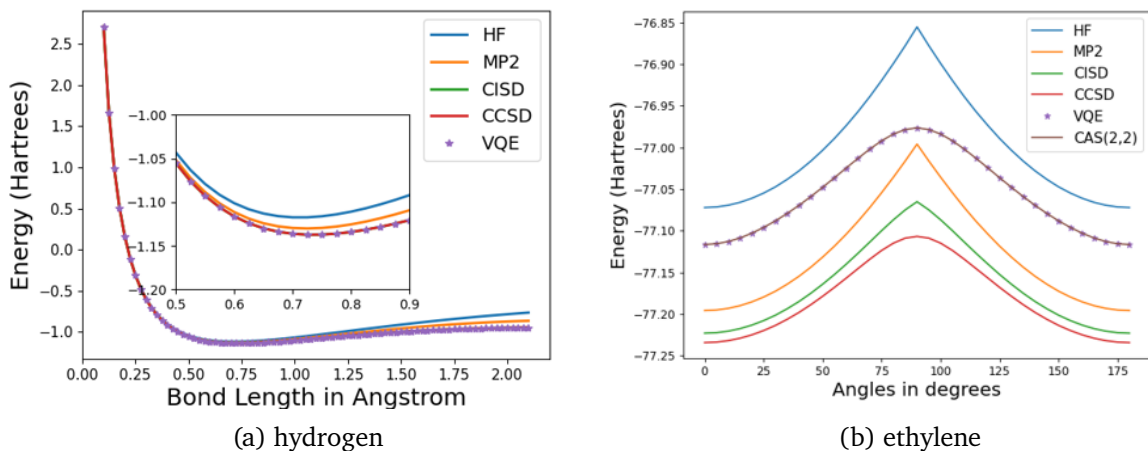 HF
MP2
CISD
CCSD
VQE
2.5
2.0
1.5
1.0
0.5
0.0
−0.5
−1.0
−1.00
−1.05
−1.10
−1.15
−1.20
0.5 0.6 0.7 0.8 0.9
0.00 0.25 0.50 0.75 1.00 1.25 1.50 1.75 2.00
Energy (Hartrees)
Bond Length in Angstrom
(a) hydrogen
HF
MP2
CISD
CCSD
VQE
CAS(2,2)
−76.85
−76.90
−76.95
−77.00
−77.05
−77.10
−77.15
−77.20
−77.25
0 25 50 75 100 125 150 175
Energy (Hartrees)
Angles in degrees
(b) ethylene